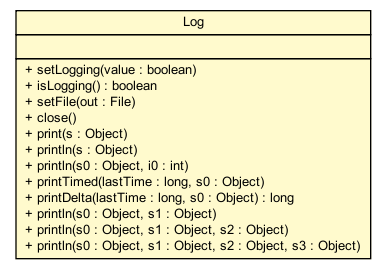 Log
+ setLogging(value : boolean)
+ isLogging() : boolean
+ setFile(out : File)
+ close()
+ print(s : Object)
+ println(s : Object)
+ println(s0 : Object, i0 : int)
+ printTimed(lastTime : long, s0 : Object)
+ printDelta(lastTime : long, s0 : Object) : long
+ println(s0 : Object, s1 : Object)
+ println(s0 : Object, s1 : Object, s2 : Object)
+ println(s0 : Object, s1 : Object, s2 : Object, s3 : Object)